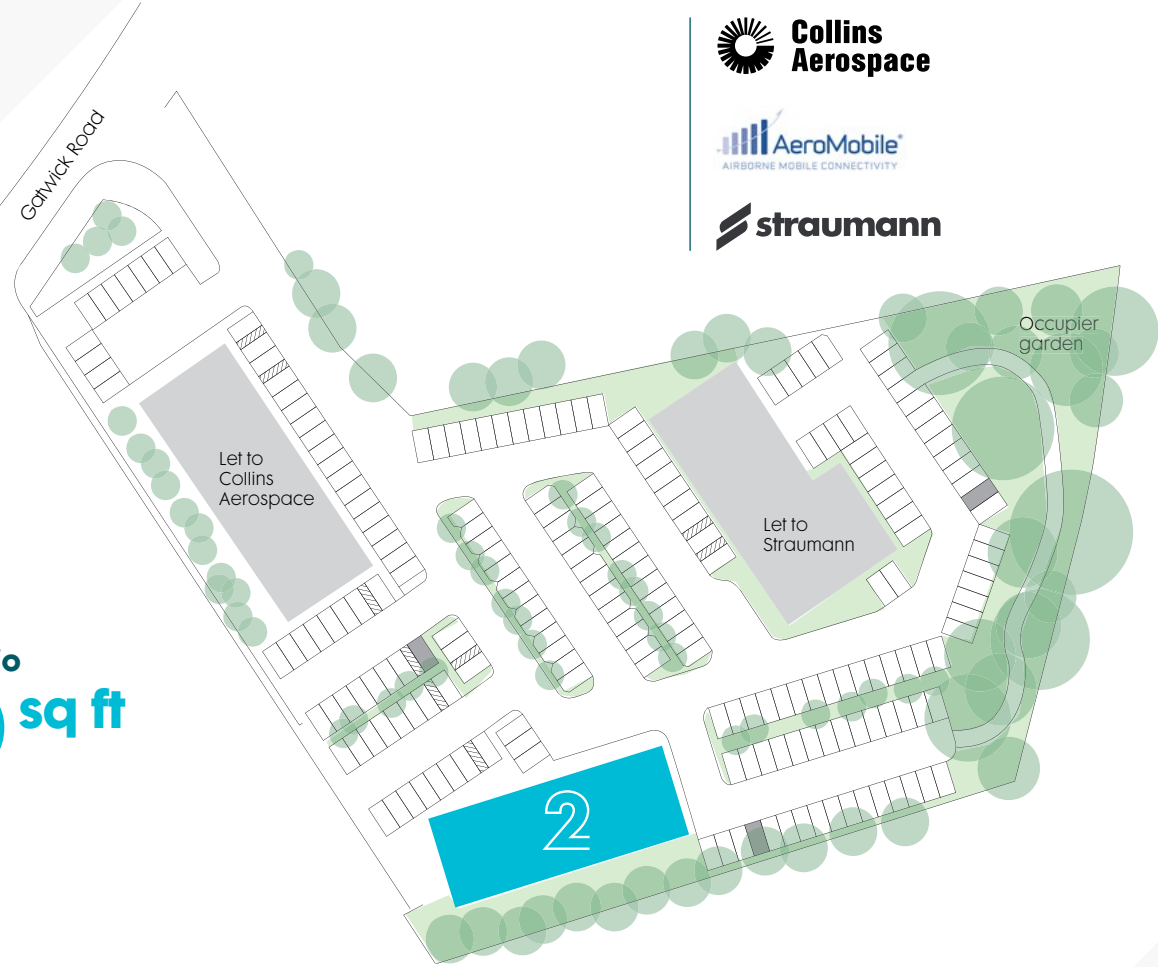 Collins
Aerospace
AeroMobile®
AIRBORNE MOBILE CONNECTIVITY
straumann
Gatwick Road
Occupier
garden
Let to
Collins
Aerospace
Let to
Straumann
sq ft
2